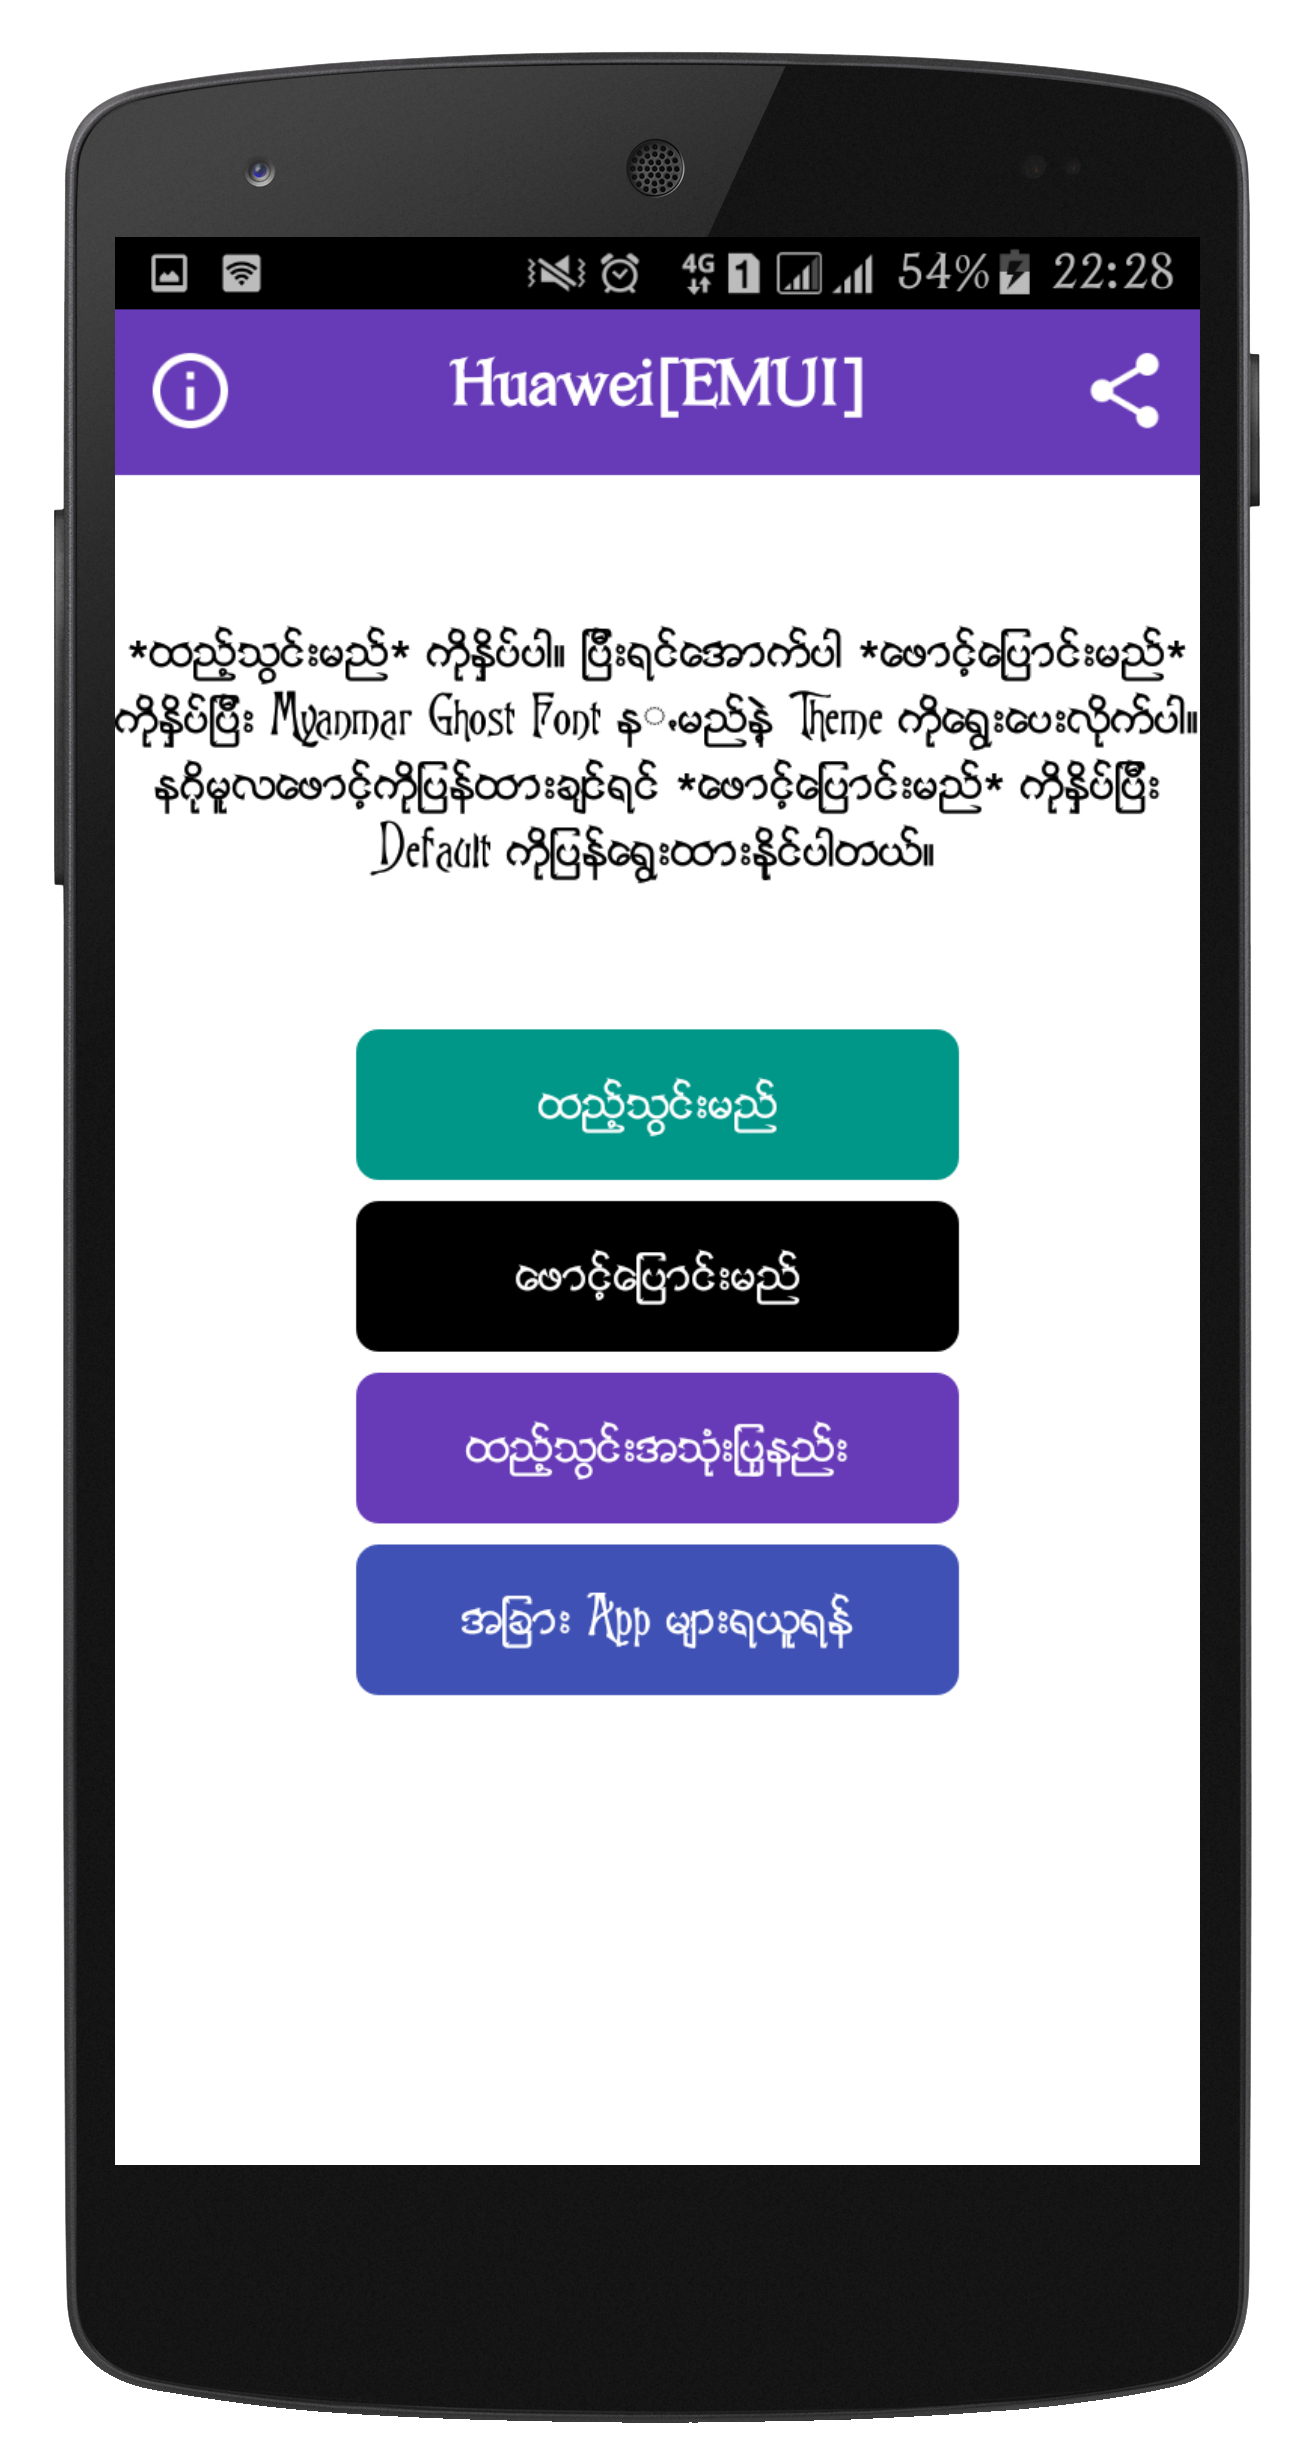 4G 1 54% 22:28
Huawei[EMUI]
*ထည့်သွင်းမည်* ကိုနှိပ်ပါ။ ပြီးရင်အောက်ပါ *ဖောင့်ပြောင်းမည်*
ကိုနှိပ်ပြီး Myanmar Ghost Font မည်နဲ့ Theme ကိုရွေးပေးလိုက်ပါ။
နဂိုမူလဖောင့်ကိုပြန်ထားချင်ရင် *ဖောင့်ပြောင်းမည်* ကိုနှိပ်ပြီး
Default ကိုပြန်ရွေးထားနိုင်ပါတယ်။
ထည့်သွင်းမည်
ဖောင့်ပြောင်းမည်
ထည့်သွင်းအသုံးပြုနည်း
အခြား App များရယူရန်